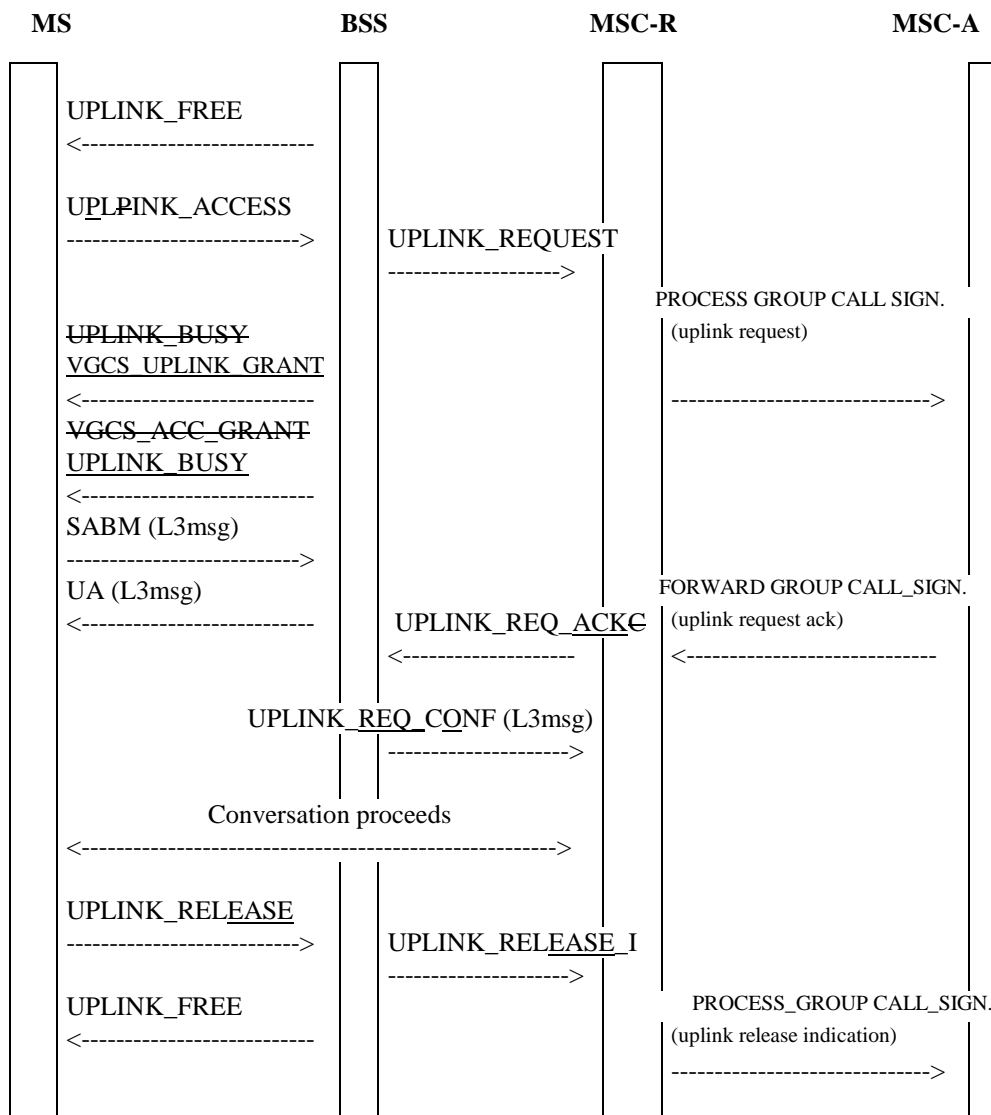 MS BSS MSC-R MSC-A
UPLINK_FREE
<---------------------------
UPLPINK_ACCESS
---------------------------> UPLINK_REQUEST
-------------------->
PROCESS GROUP CALL SIGN.
UPLINK_BUSY (uplink request)
VGCS_UPLINK_GRANT
<--------------------------- ------------------------------>
VGCS_ACC_GRANT
UPLINK_BUSY
<---------------------------
SABM (L3msg)
--------------------------->
UA (L3msg) FORWARD GROUP CALL_SIGN.
<--------------------------- UPLINK_REQ_ACKC (uplink request ack)
<-------------------- <-----------------------------
UPLINK_REQ_CONF (L3msg)
--------------------->
Conversation proceeds
<------------------------------------------------------->
UPLINK_RELEASE
---------------------------> UPLINK_RELEASE_I
--------------------->
UPLINK_FREE PROCESS_GROUP CALL_SIGN.
<--------------------------- (uplink release indication)
------------------------------>